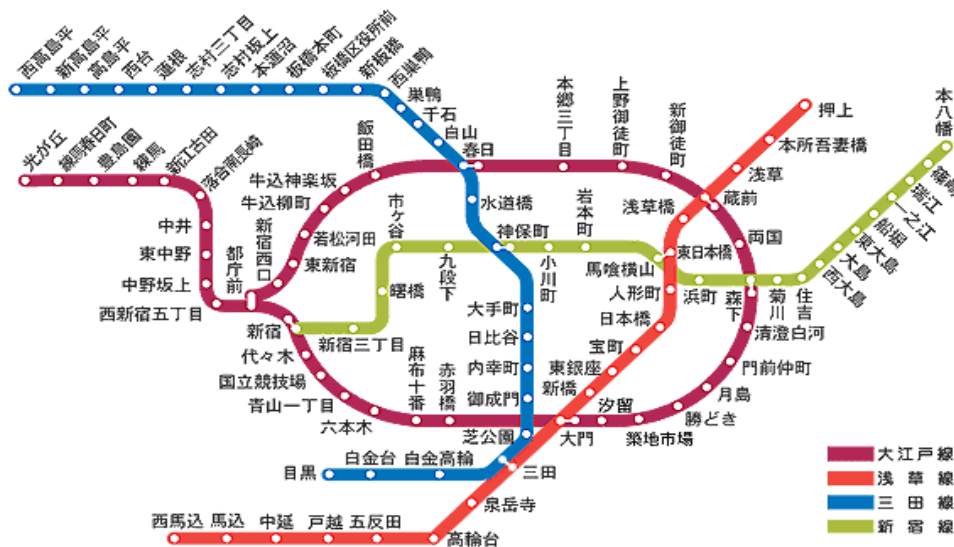 西高島平
新高島平
高島平
西台
蓮根
志村三丁目
志村坂上
本蓮沼
板橋本町
板橋区役所前
新板橋
西巣鴨
巣鴨
千石
白山
春日
水道橋
神保町
大手町
日比谷
内幸町
御成門
芝公園
三田
白金高輪
白金台
目黒
光が丘
練馬春日町
豊島園
練馬
新江古田
落合南長崎
中井
東中野
中野坂上
西新宿五丁目
都庁前
新宿西口
東新宿
若松河田
牛込柳町
牛込神楽坂
飯田橋
本郷三丁目
上野御徒町
新御徒町
蔵前
両国
森下
清澄白河
門前仲町
月島
勝どき
築地市場
汐留
大門
赤羽橋
麻布十番
六本木
青山一丁目
国立競技場
代々木
新宿
新宿三丁目
曙橋
市ヶ谷
九段下
小川町
岩本町
馬喰横山
浜町
菊川
住吉
西大島
大島
東大島
船堀
一之江
瑞江
篠崎
本八幡
押上
本所吾妻橋
浅草
浅草橋
東日本橋
人形町
日本橋
宝町
東銀座
新橋
泉岳寺
高輪台
五反田
戸越
中延
馬込
西馬込
大江戸線
浅草線
三田線
新宿線